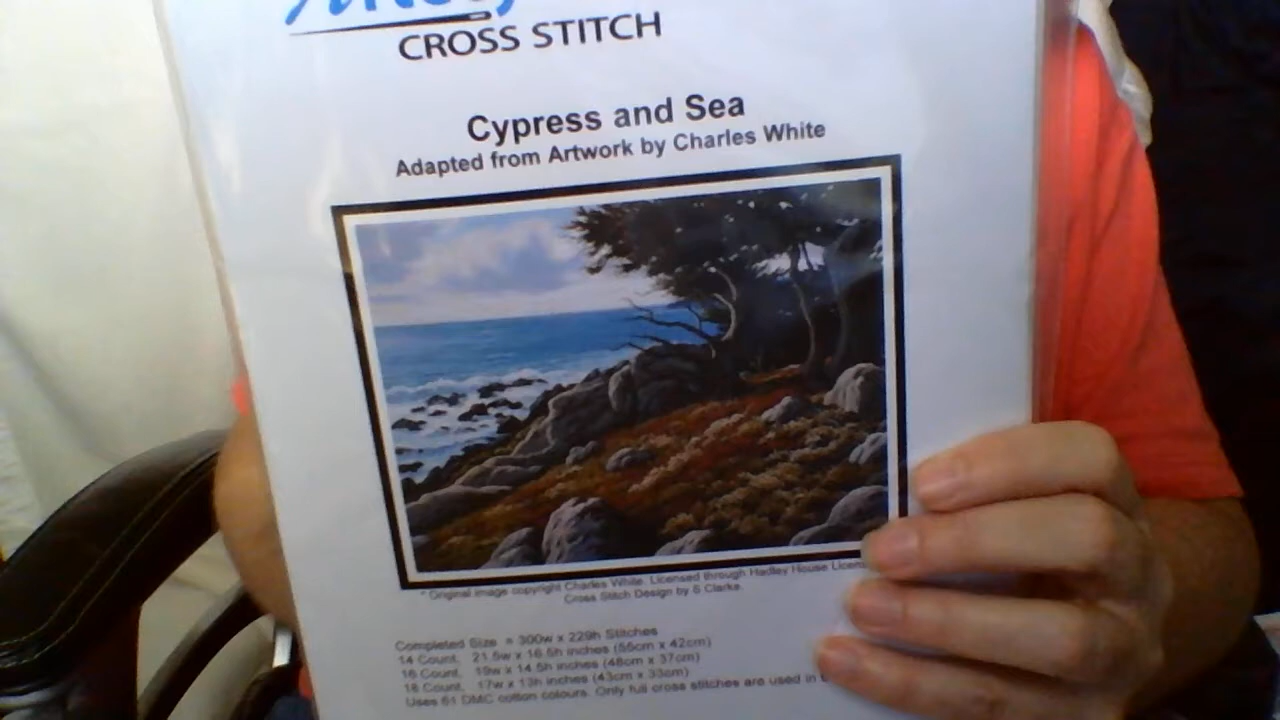 CROSS STITCH
Cypress and Sea
Adapted from Artwork by Charles White
* Original image copyright Charles White. Licensed through Hadley House
Cross Stitch Design by S Clarke.
Completed Size = 300w x 229h Stitches
14 Count. 21.5w x 16.5h inches (55cm x 42cm)
16 Count. 19w x 14.5h inches (48cm x 37cm)
18 Count. 17w x 13h inches (43cm x 33cm)
Uses 61 DMC cotton colours. Only full cross stitches are used in